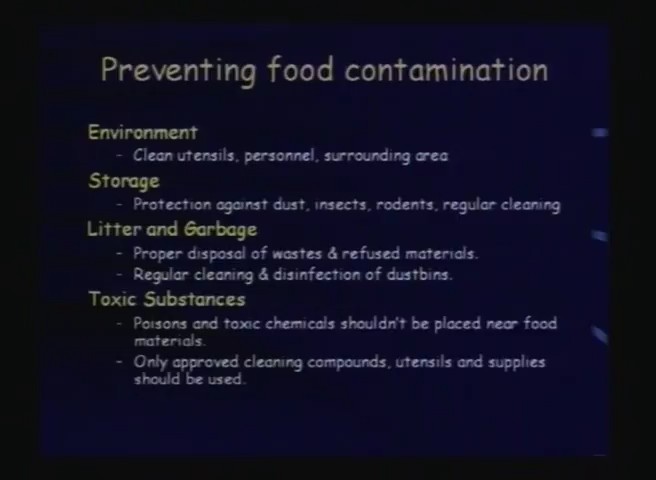 Preventing food contamination
Environment
- Clean utensils, personnel, surrounding area
Storage
- Protection against dust, insects, rodents, regular cleaning
Litter and Garbage
- Proper disposal of wastes & refused materials.
- Regular cleaning & disinfection of dustbins.
Toxic Substances
- Poisons and toxic chemicals shouldn't be placed near food
materials.
- Only approved cleaning compounds, utensils and supplies
should be used.